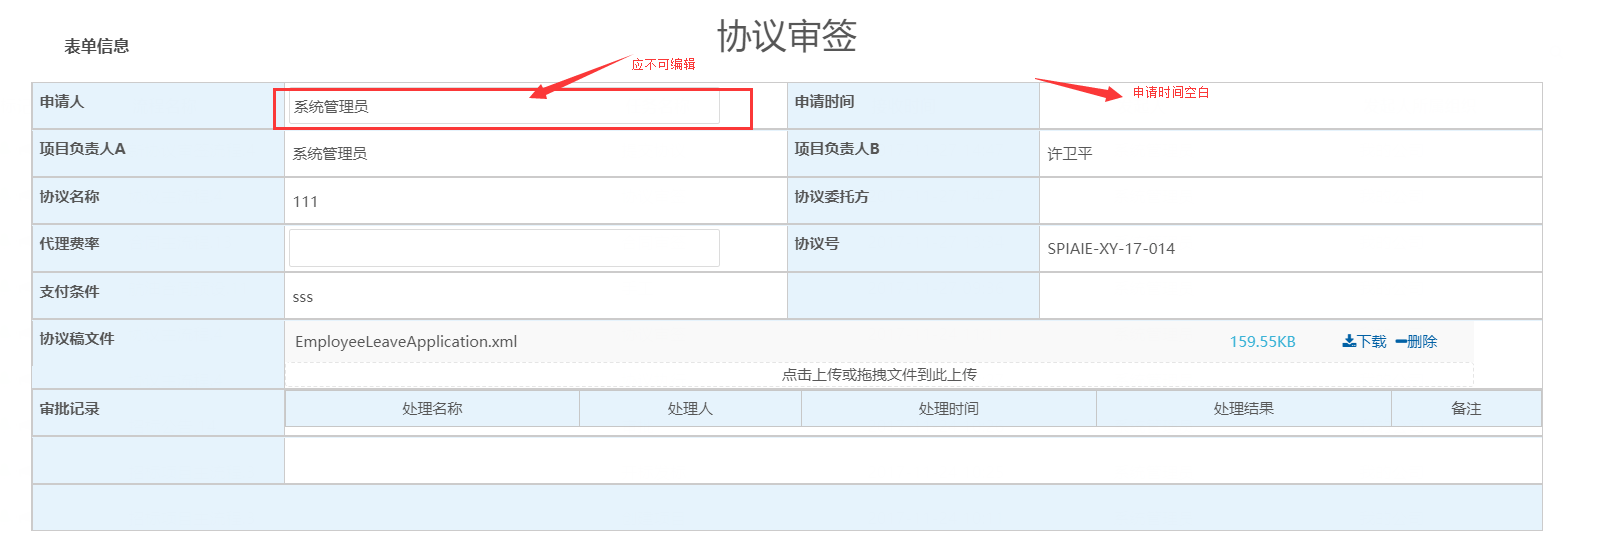 协议审签
表单信息
应不可编辑
申请时间空白
申请人 系统管理员 申请时间
项目负责人A 系统管理员 项目负责人B 许卫平
协议名称 111 协议委托方
代理费率 协议号 SPIAIE-XY-17-014
支付条件 sss
协议稿文件 EmployeeLeaveApplication.xml 159.55KB 下载 删除
点击上传或拖拽文件到此上传
审批记录 处理名称 处理人 处理时间 处理结果 备注